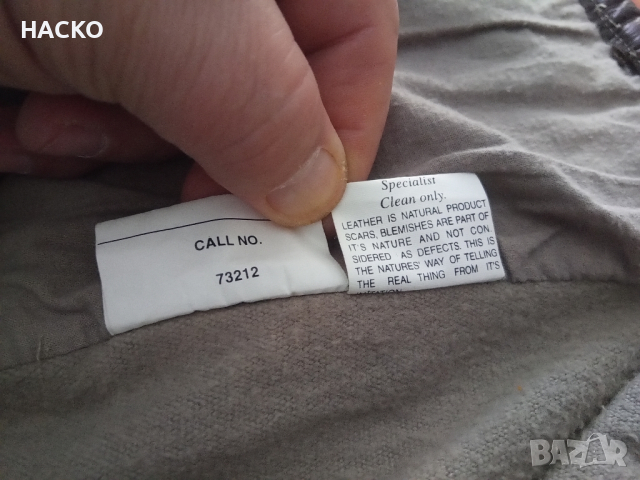 HACKO
CALL NO.
73212
Specialist
Clean only.
LEATHER IS NATURAL PRODUCT
SCARS, BLEMISHES ARE PART OF
IT'S NATURE AND NOT CON
SIDERED AS DEFECTS. THIS IS
THE NATURES' WAY OF TELLING
THE REAL THING FROM IT'S
BAZAR